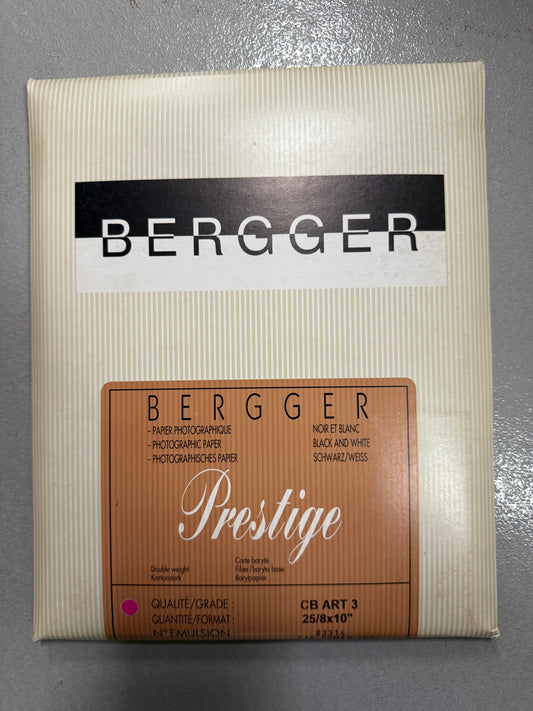 BERGGER
BERGGER
– PAPIER PHOTOGRAPHIQUE NOIR ET BLANC
– PHOTOGRAPHIC PAPER BLACK AND WHITE
– PHOTOGRAPHISCHES PAPIER SCHWARZ/WEISS
Prestige
Carte baryté
Double weight Fiber/baryta base
Kartonstark Barytpapier
QUALITÉ/GRADE : CB ART 3
QUANTITÉ/FORMAT : 25/8x10"
N° EMULSION : 83314